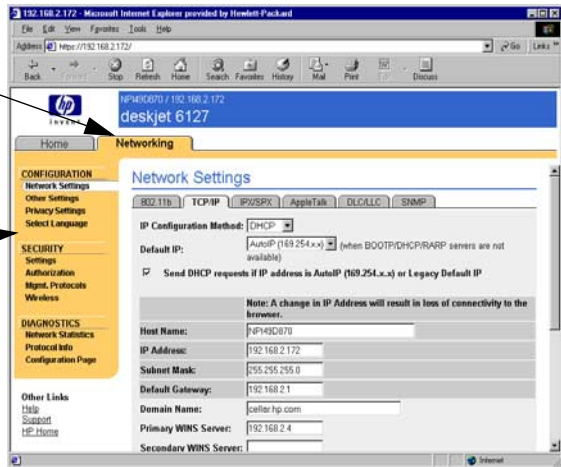 192.168.2.172 - Microsoft Internet Explorer provided by Hewlett-Packard
File Edit View Favorites Tools Help
Address http://192.168.2.172/ Go Links »
Back Forward Stop Refresh Home Search Favorites History Mail Print Edit Discuss
hp
invent
NPI49D870 / 192.168.2.172
deskjet 6127
Home Networking
CONFIGURATION
Network Settings
Other Settings
Privacy Settings
Select Language
SECURITY
Settings
Authorization
Mgmt. Protocols
Wireless
DIAGNOSTICS
Network Statistics
Protocol Info
Configuration Page
Other Links
Help
Support
HP Home
Network Settings
802.11b TCP/IP IPX/SPX AppleTalk DLC/LLC SNMP
IP Configuration Method: DHCP
Default IP: AutoIP (169.254.x.x) (when BOOTP/DHCP/RARP servers are not
available)
Send DHCP requests if IP address is AutoIP (169.254.x.x) or Legacy Default IP
Note: A change in IP Address will result in loss of connectivity to the
browser.
Host Name: NPI49D870
IP Address: 192.168.2.172
Subnet Mask: 255.255.255.0
Default Gateway: 192.168.2.1
Domain Name: cellar.hp.com
Primary WINS Server: 192.168.2.4
Secondary WINS Server:
Internet